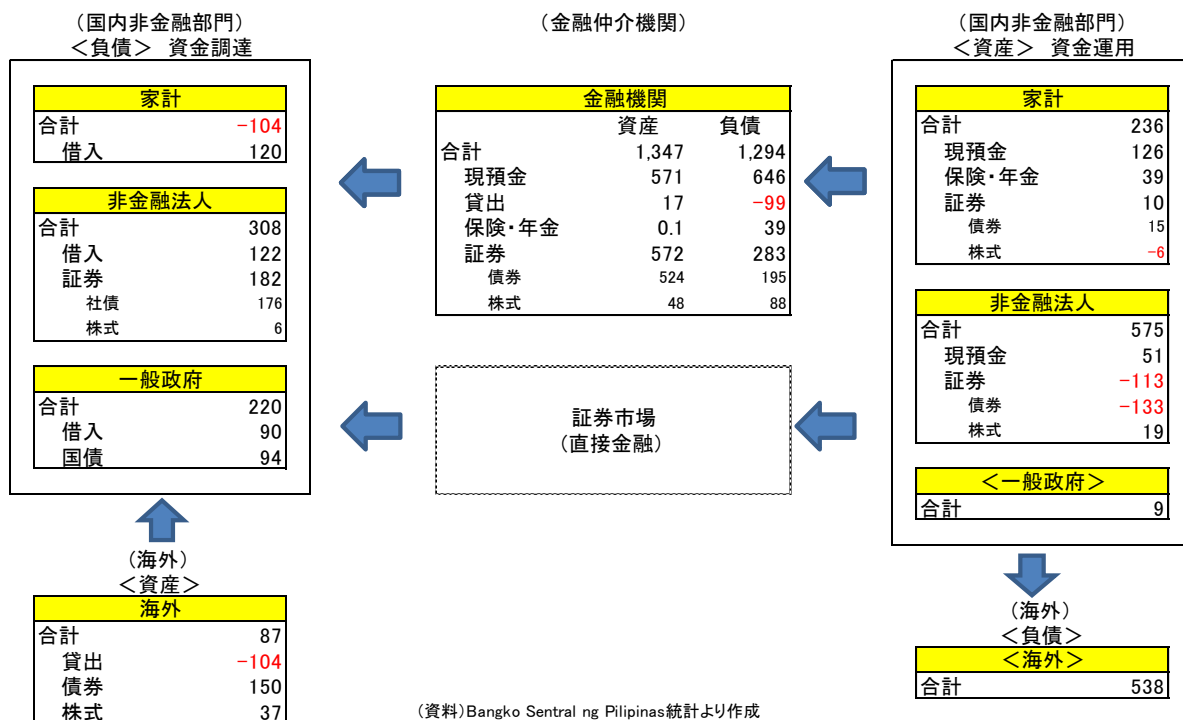 （国内非金融部門）
＜負債＞ 資金調達
家計
合計 -104
借入 120
非金融法人
合計 308
借入 122
証券 182
社債 176
株式 6
一般政府
合計 220
借入 90
国債 94
（海外）
＜資産＞
海外
合計 87
貸出 -104
債券 150
株式 37
（金融仲介機関）
金融機関
資産 負債
合計 1,347 1,294
現預金 571 646
貸出 17 -99
保険・年金 0.1 39
証券 572 283
債券 524 195
株式 48 88
証券市場
（直接金融）
（国内非金融部門）
＜資産＞ 資金運用
家計
合計 236
現預金 126
保険・年金 39
証券 10
債券 15
株式 -6
非金融法人
合計 575
現預金 51
証券 -113
債券 -133
株式 19
＜一般政府＞
合計 9
（海外）
＜負債＞
＜海外＞
合計 538
（資料）Bangko Sentral ng Pilipinas統計より作成